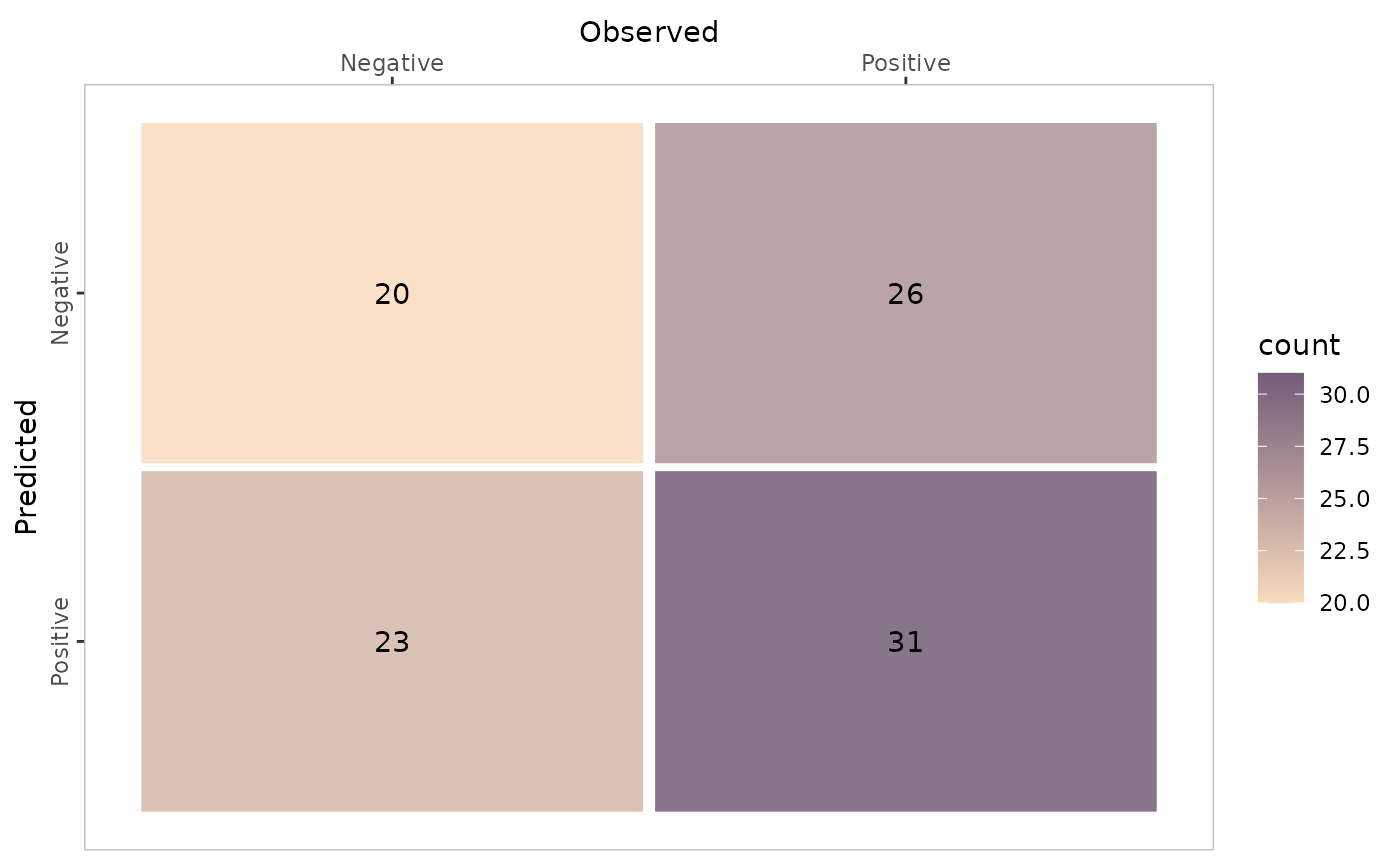 Observed
Negative
Positive
Negative
20
26
Predicted
Positive
23
31
count
30.0
27.5
25.0
22.5
20.0